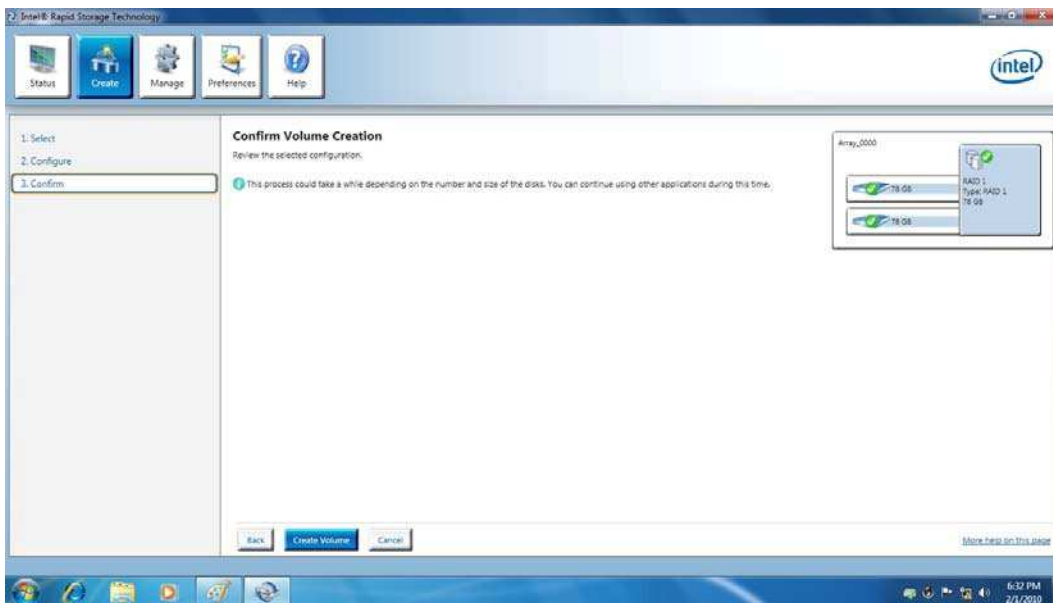 Intel® Rapid Storage Technology
Status
Create
Manage
Preferences
Help
intel
1. Select
2. Configure
3. Confirm
Confirm Volume Creation
Review the selected configuration.
This process could take a while depending on the number and size of the disks. You can continue using other applications during this time.
Array_0000
78 GB
78 GB
RAID 1
Type: RAID 1
78 GB
Back
Create Volume
Cancel
More help on this page
6:32 PM
2/1/2010